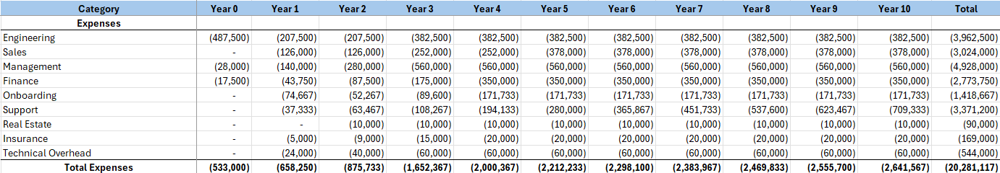 Category Year 0 Year 1 Year 2 Year 3 Year 4 Year 5 Year 6 Year 7 Year 8 Year 9 Year 10 Total
Expenses
Engineering (487,500) (207,500) (207,500) (382,500) (382,500) (382,500) (382,500) (382,500) (382,500) (382,500) (382,500) (3,962,500)
Sales - (126,000) (126,000) (252,000) (252,000) (378,000) (378,000) (378,000) (378,000) (378,000) (378,000) (3,024,000)
Management (28,000) (140,000) (280,000) (560,000) (560,000) (560,000) (560,000) (560,000) (560,000) (560,000) (560,000) (4,928,000)
Finance (17,500) (43,750) (87,500) (175,000) (350,000) (350,000) (350,000) (350,000) (350,000) (350,000) (350,000) (2,773,750)
Onboarding - (74,667) (52,267) (89,600) (171,733) (171,733) (171,733) (171,733) (171,733) (171,733) (171,733) (1,418,667)
Support - (37,333) (63,467) (108,267) (194,133) (280,000) (365,867) (451,733) (537,600) (623,467) (709,333) (3,371,200)
Real Estate - - (10,000) (10,000) (10,000) (10,000) (10,000) (10,000) (10,000) (10,000) (10,000) (90,000)
Insurance - (5,000) (9,000) (15,000) (20,000) (20,000) (20,000) (20,000) (20,000) (20,000) (20,000) (169,000)
Technical Overhead - (24,000) (40,000) (60,000) (60,000) (60,000) (60,000) (60,000) (60,000) (60,000) (60,000) (544,000)
Total Expenses (533,000) (658,250) (875,733) (1,652,367) (2,000,367) (2,212,233) (2,298,100) (2,383,967) (2,469,833) (2,555,700) (2,641,567) (20,281,117)